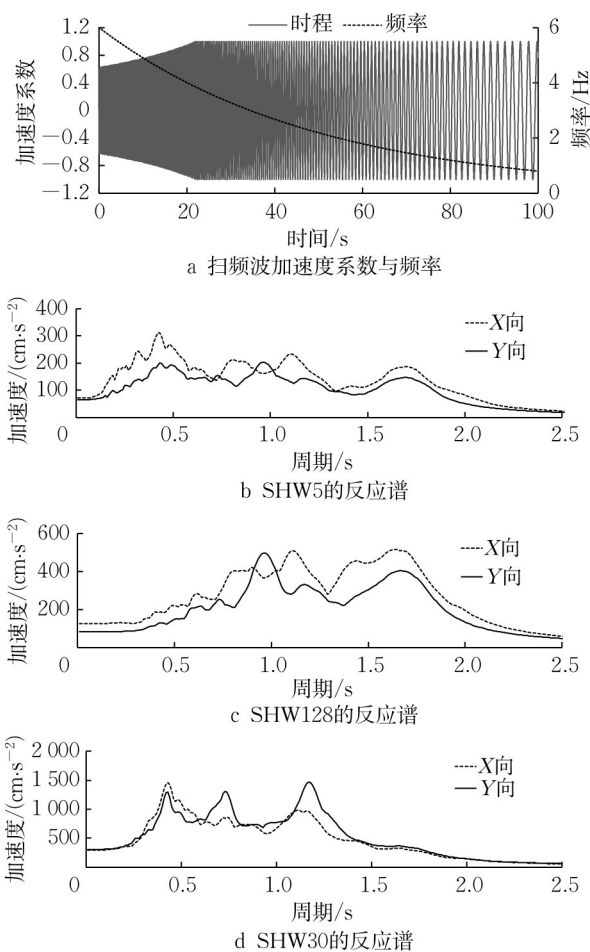 —时程 ---频率
加速度系数
1.2
0.8
0.4
0
−0.4
−0.8
−1.2
6
4
2
0
频率/Hz
0 20 40 60 80 100
时间/s
a 扫频波加速度系数与频率
加速度/(cm·s⁻²)
400
300
200
100
---X向
—Y向
0 0.5 1.0 1.5 2.0 2.5
周期/s
b SHW5的反应谱
加速度/(cm·s⁻²)
600
400
200
---X向
—Y向
0 0.5 1.0 1.5 2.0 2.5
周期/s
c SHW128的反应谱
加速度/(cm·s⁻²)
2 000
1 500
1 000
500
---X向
—Y向
0 0.5 1.0 1.5 2.0 2.5
周期/s
d SHW30的反应谱